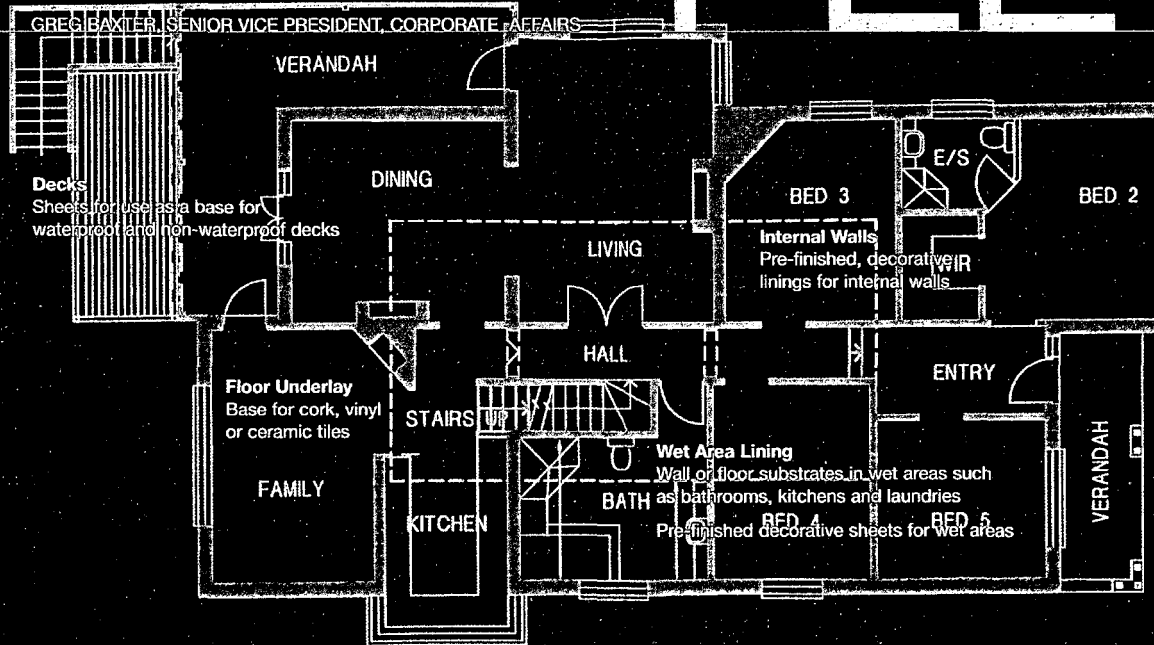 GREG BAXTER, SENIOR VICE PRESIDENT, CORPORATE AFFAIRS
VERANDAH
E/S
DINING
Decks
Sheets for use as a base for
waterproof and non-waterproof decks
BED 3
BED 2
LIVING
Internal Walls
Pre-finished, decorative
linings for internal walls
WIR
HALL
ENTRY
Floor Underlay
Base for cork, vinyl
or ceramic tiles
STAIRS UP
VERANDAH
Wet Area Lining
Wall or floor substrates in wet areas such
as bathrooms, kitchens and laundries
Pre-finished decorative sheets for wet areas
FAMILY
BATH
KITCHEN
BED 4
BED 5